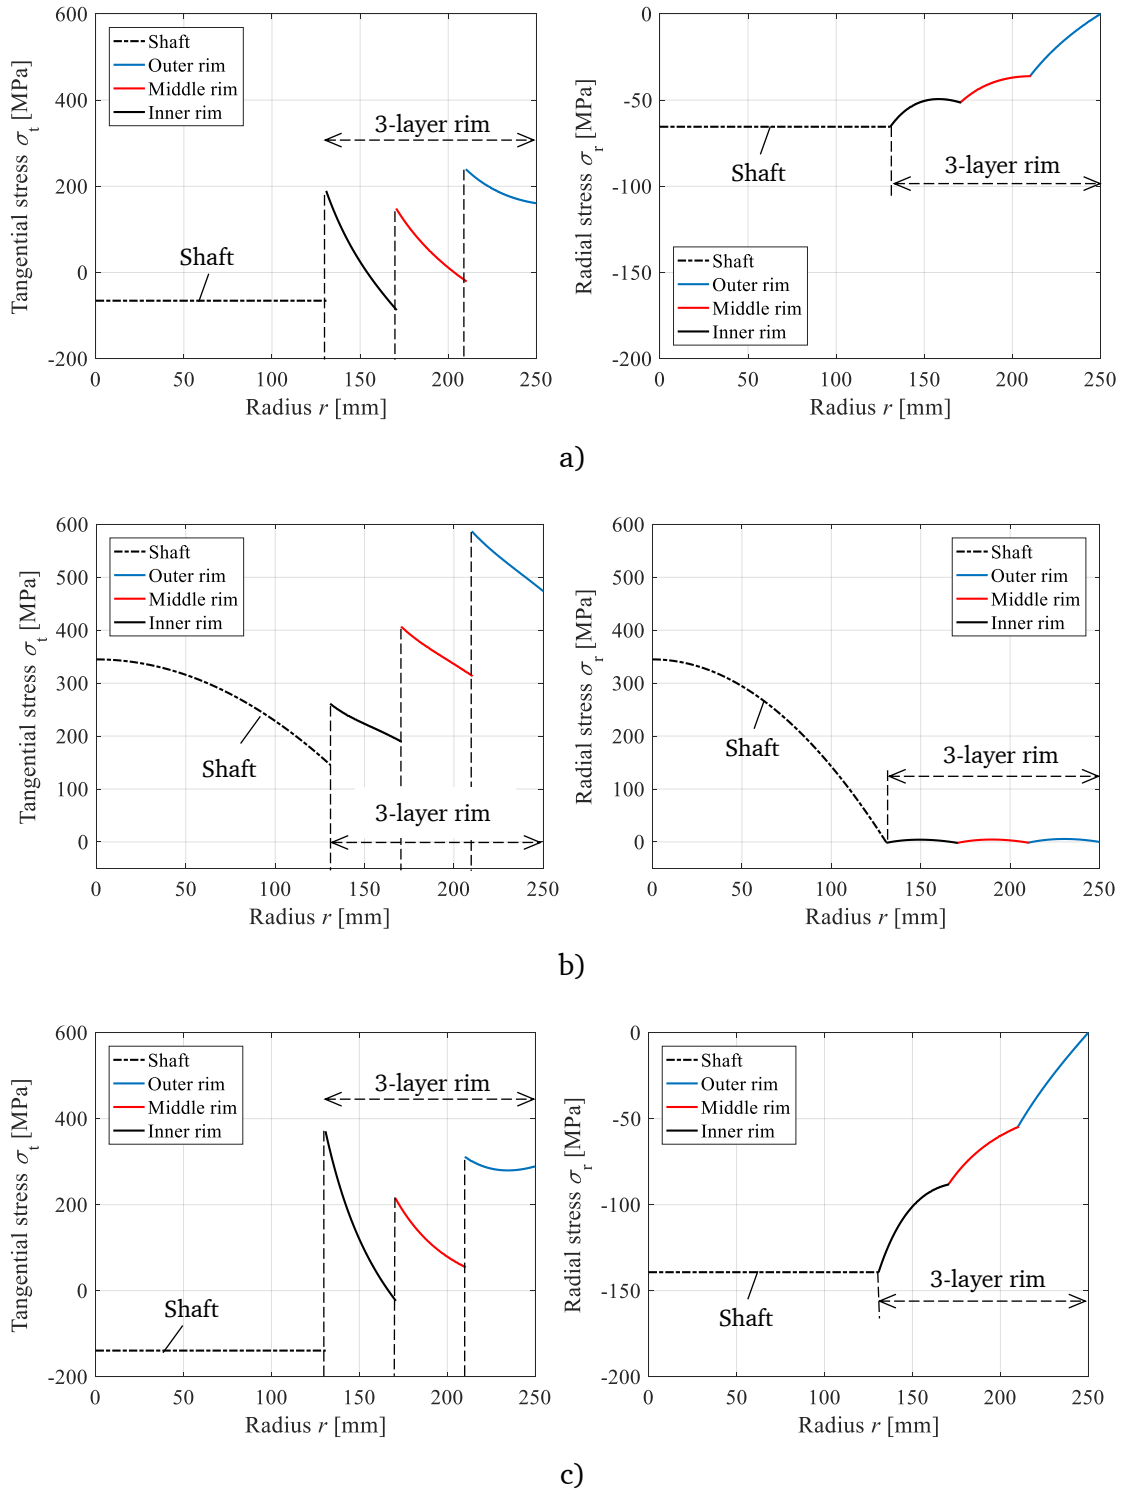 600
400
200
0
-200
0
50
100
150
200
250
Tangential stress σt [MPa]
Radius r [mm]
Shaft
Outer rim
Middle rim
Inner rim
3-layer rim
Shaft
0
-50
-100
-150
-200
0
50
100
150
200
250
Radial stress σr [MPa]
Radius r [mm]
Shaft
3-layer rim
Shaft
Outer rim
Middle rim
Inner rim
a)
600
500
400
300
200
100
0
0
50
100
150
200
250
Tangential stress σt [MPa]
Radius r [mm]
Shaft
Outer rim
Middle rim
Inner rim
Shaft
3-layer rim
600
500
400
300
200
100
0
0
50
100
150
200
250
Radial stress σr [MPa]
Radius r [mm]
Shaft
Outer rim
Middle rim
Inner rim
Shaft
3-layer rim
b)
600
400
200
0
-200
0
50
100
150
200
250
Tangential stress σt [MPa]
Radius r [mm]
Shaft
Outer rim
Middle rim
Inner rim
3-layer rim
Shaft
0
-50
-100
-150
-200
0
50
100
150
200
250
Radial stress σr [MPa]
Radius r [mm]
Shaft
Outer rim
Middle rim
Inner rim
3-layer rim
Shaft
c)